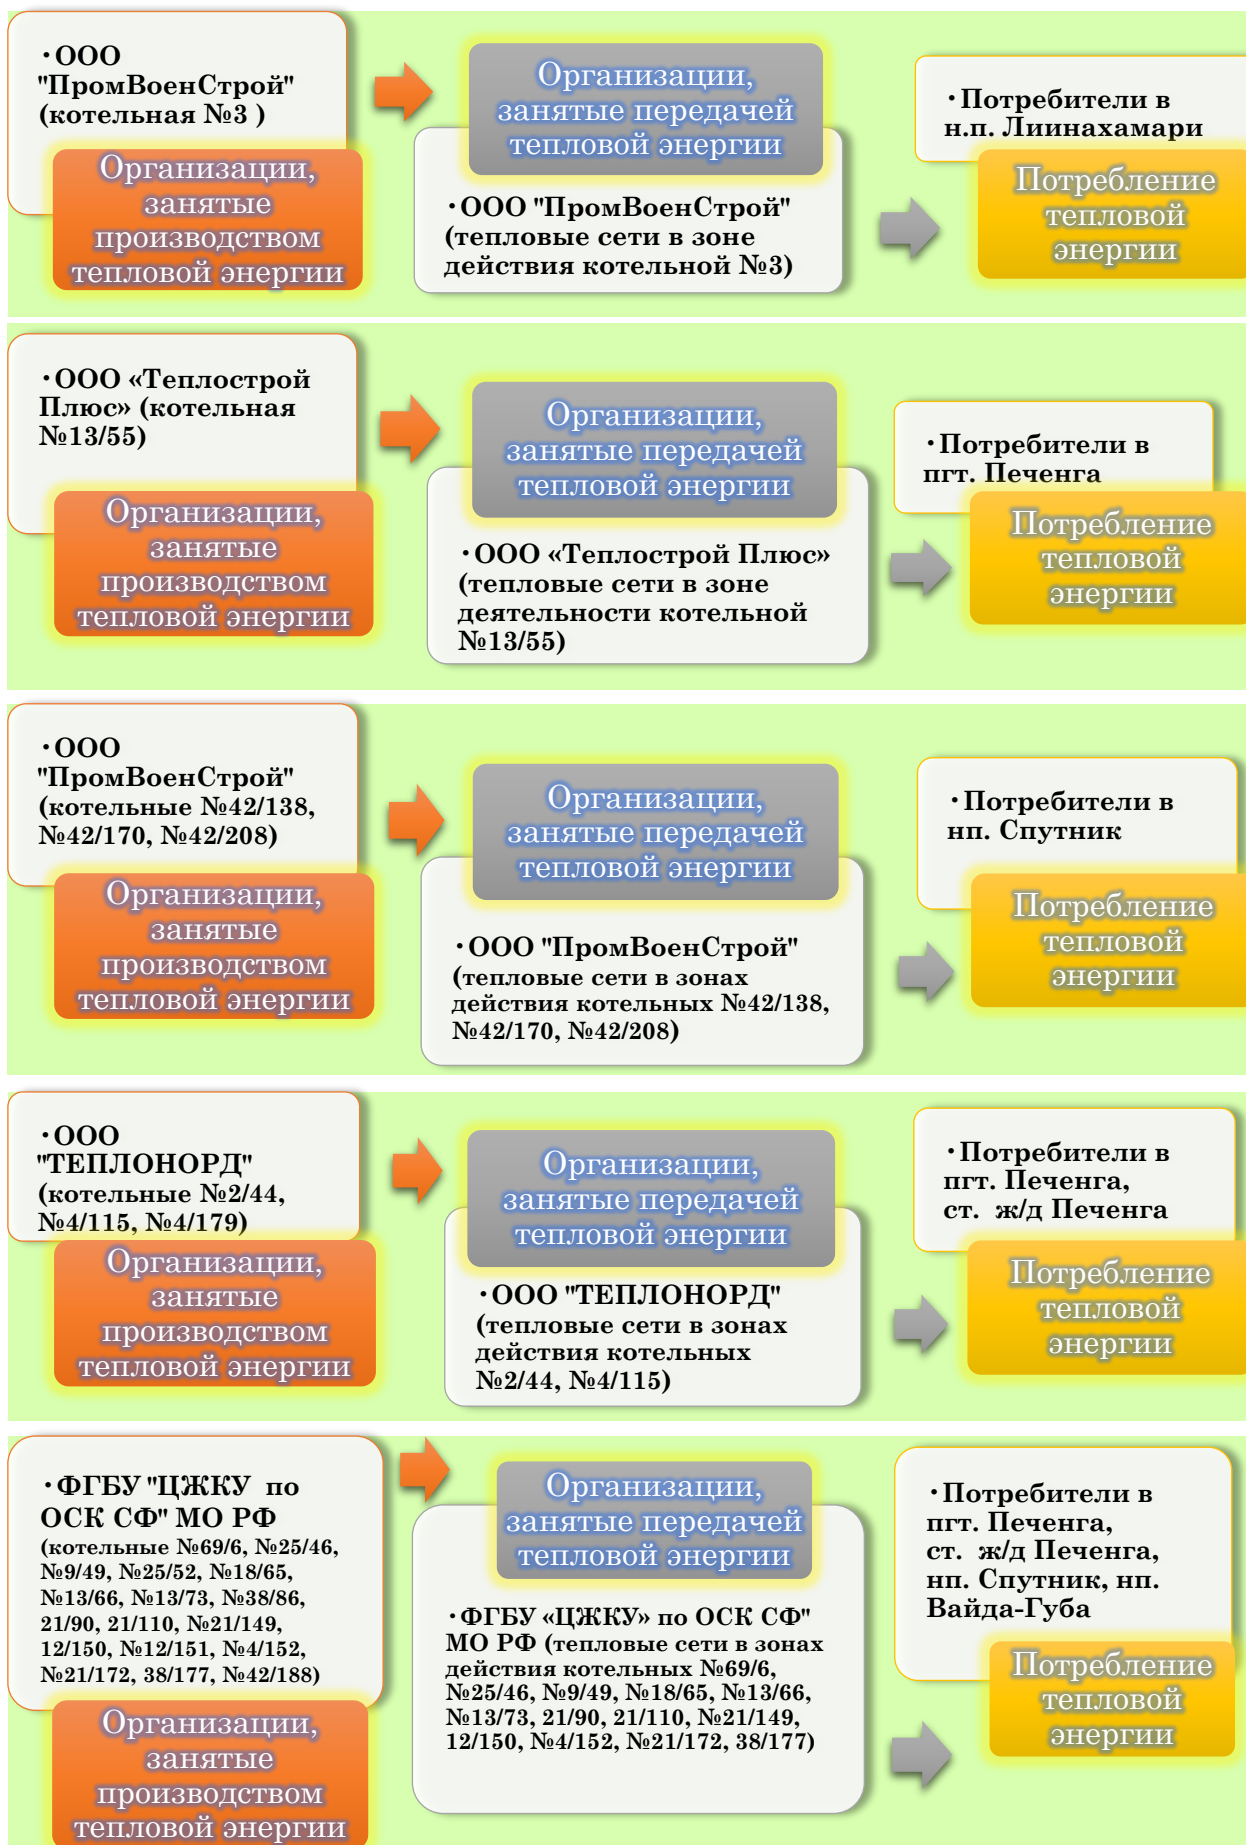 ·ООО
"ПромВоенСтрой"
(котельная №3 )
Организации,
занятые
производством
тепловой энергии
Организации,
занятые передачей
тепловой энергии
·ООО "ПромВоенСтрой"
(тепловые сети в зоне
действия котельной №3)
·Потребители в
н.п. Лиинахамари
Потребление
тепловой
энергии
·ООО «Теплострой
Плюс» (котельная
№13/55)
Организации,
занятые
производством
тепловой энергии
Организации,
занятые передачей
тепловой энергии
·ООО «Теплострой Плюс»
(тепловые сети в зоне
деятельности котельной
№13/55)
·Потребители в
пгт. Печенга
Потребление
тепловой
энергии
·ООО
"ПромВоенСтрой"
(котельные №42/138,
№42/170, №42/208)
Организации,
занятые
производством
тепловой энергии
Организации,
занятые передачей
тепловой энергии
·ООО "ПромВоенСтрой"
(тепловые сети в зонах
действия котельных №42/138,
№42/170, №42/208)
·Потребители в
нп. Спутник
Потребление
тепловой
энергии
·ООО
"ТЕПЛОНОРД"
(котельные №2/44,
№4/115, №4/179)
Организации,
занятые
производством
тепловой энергии
Организации,
занятые передачей
тепловой энергии
·ООО "ТЕПЛОНОРД"
(тепловые сети в зонах
действия котельных
№2/44, №4/115)
·Потребители в
пгт. Печенга,
ст. ж/д Печенга
Потребление
тепловой
энергии
·ФГБУ "ЦЖКУ по
ОСК СФ" МО РФ
(котельные №69/6, №25/46,
№9/49, №25/52, №18/65,
№13/66, №13/73, №38/86,
21/90, 21/110, №21/149,
12/150, №12/151, №4/152,
№21/172, 38/177, №42/188)
Организации,
занятые
производством
тепловой энергии
Организации,
занятые передачей
тепловой энергии
·ФГБУ «ЦЖКУ» по ОСК СФ"
МО РФ (тепловые сети в зонах
действия котельных №69/6,
№25/46, №9/49, №18/65, №13/66,
№13/73, 21/90, 21/110, №21/149,
12/150, №4/152, №21/172, 38/177)
·Потребители в
пгт. Печенга,
ст. ж/д Печенга,
нп. Спутник, нп.
Вайда-Губа
Потребление
тепловой
энергии